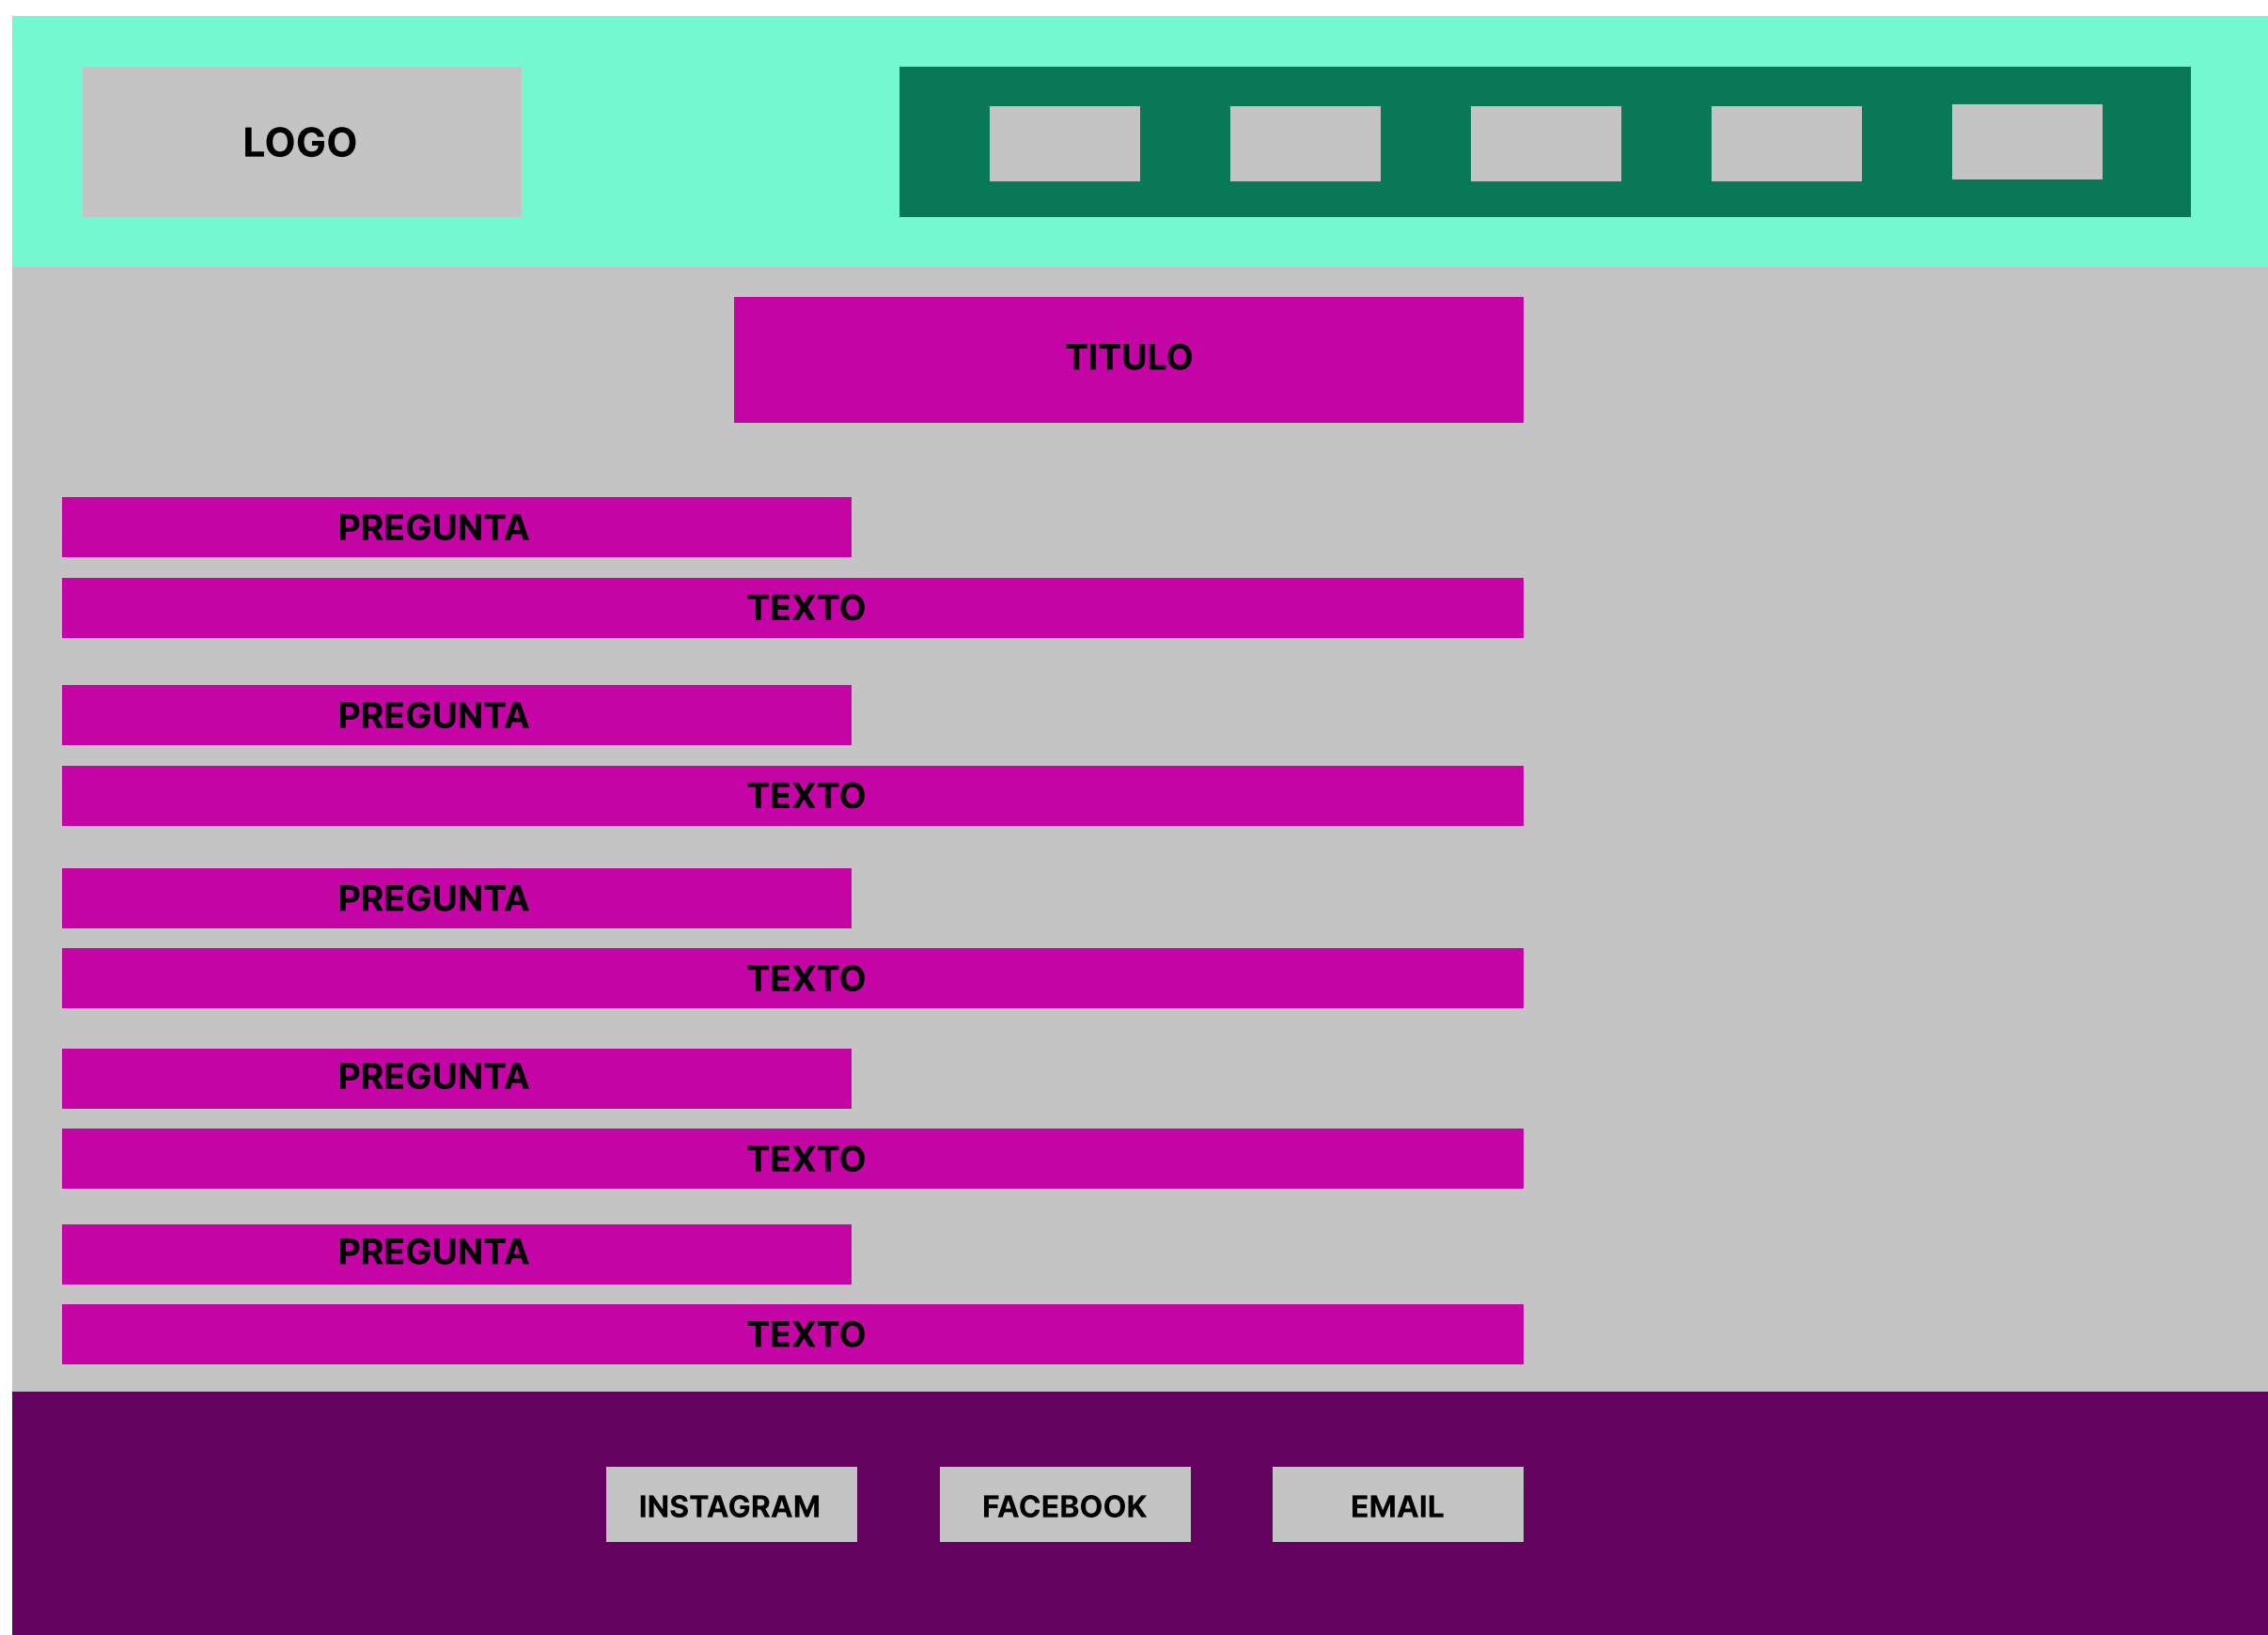 LOGO
TITULO
PREGUNTA
TEXTO
PREGUNTA
TEXTO
PREGUNTA
TEXTO
PREGUNTA
TEXTO
PREGUNTA
TEXTO
INSTAGRAM
FACEBOOK
EMAIL